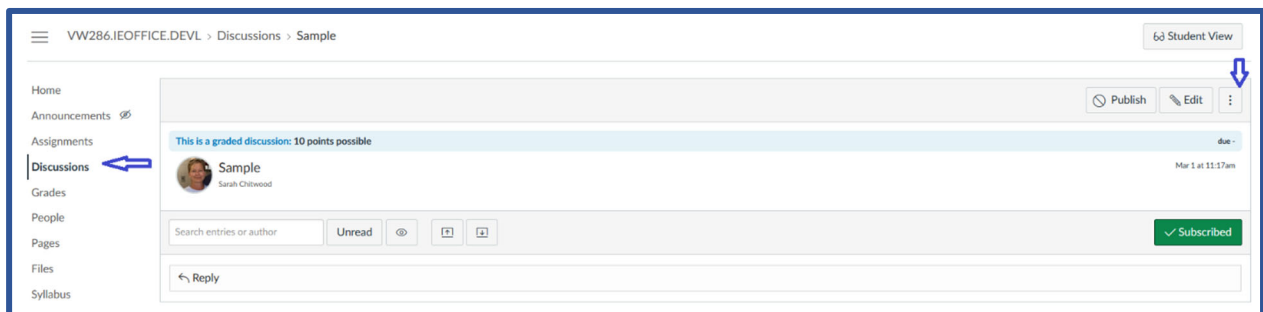 VW286.IEOFFICE.DEVL > Discussions > Sample
Student View
Home
Announcements
Assignments
Discussions
Grades
People
Pages
Files
Syllabus
Publish
Edit
This is a graded discussion: 10 points possible
due -
Sample
Sarah Chitwood
Mar 1 at 11:17am
Search entries or author
Unread
Subscribed
Reply